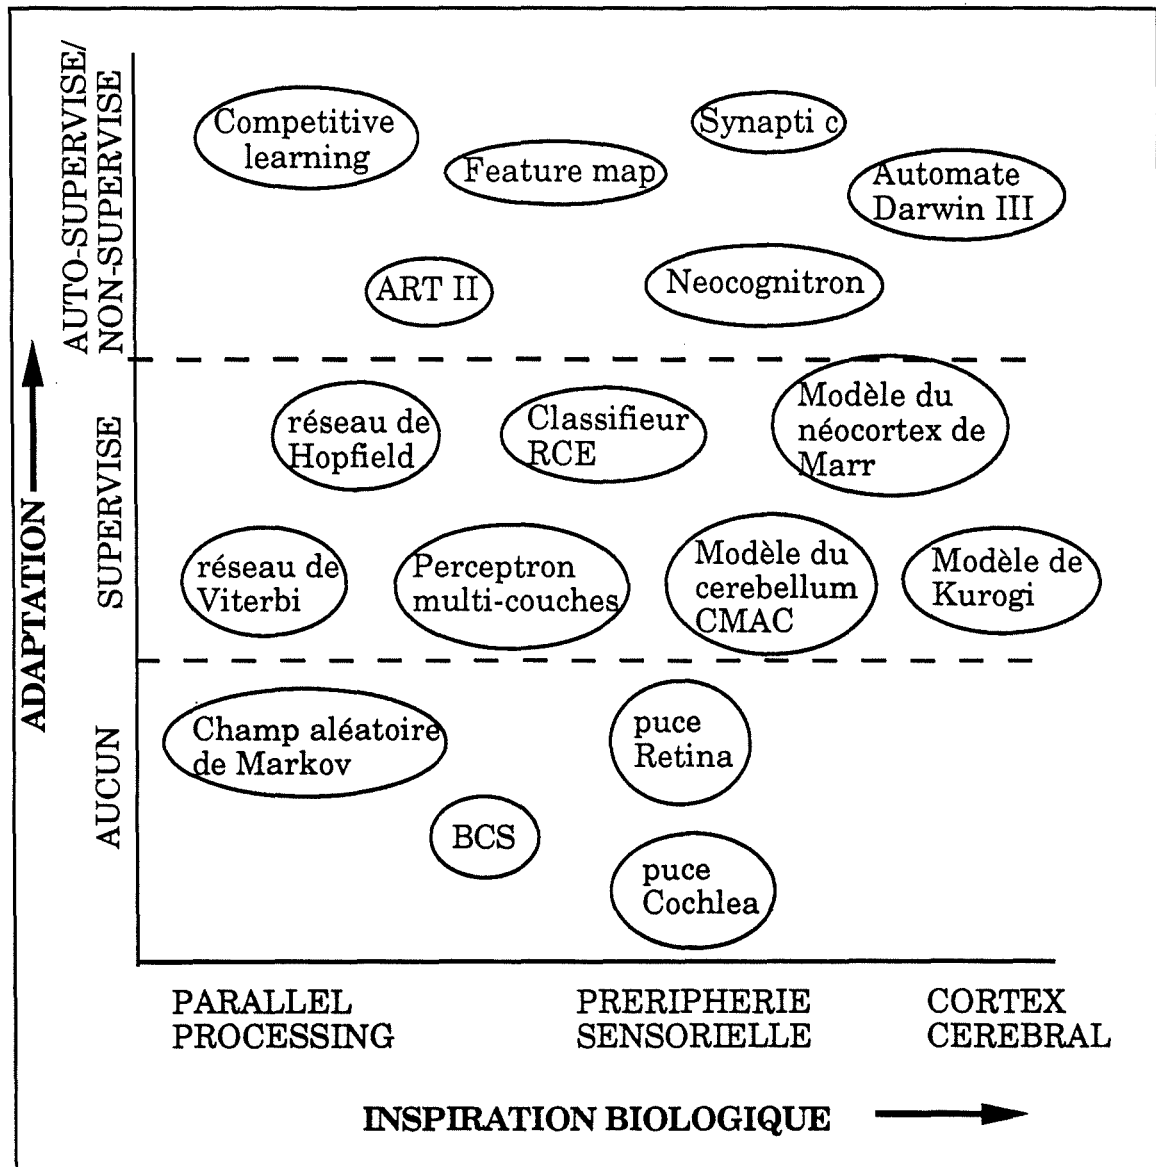 AUTO-SUPERVISE/
NON-SUPERVISE
Competitive
learning
Feature map
Synapti c
Automate
Darwin III
ART II
Neocognitron
SUPERVISE
réseau de
Hopfield
Classifieur
RCE
Modèle du
néocortex de
Marr
réseau de
Viterbi
Perceptron
multi-couches
Modèle du
cerebellum
CMAC
Modèle de
Kurogi
ADAPTATION
AUCUN
Champ aléatoire
de Markov
puce
Retina
BCS
puce
Cochlea
PARALLEL
PROCESSING
PRERIPHERIE
SENSORIELLE
CORTEX
CEREBRAL
INSPIRATION BIOLOGIQUE